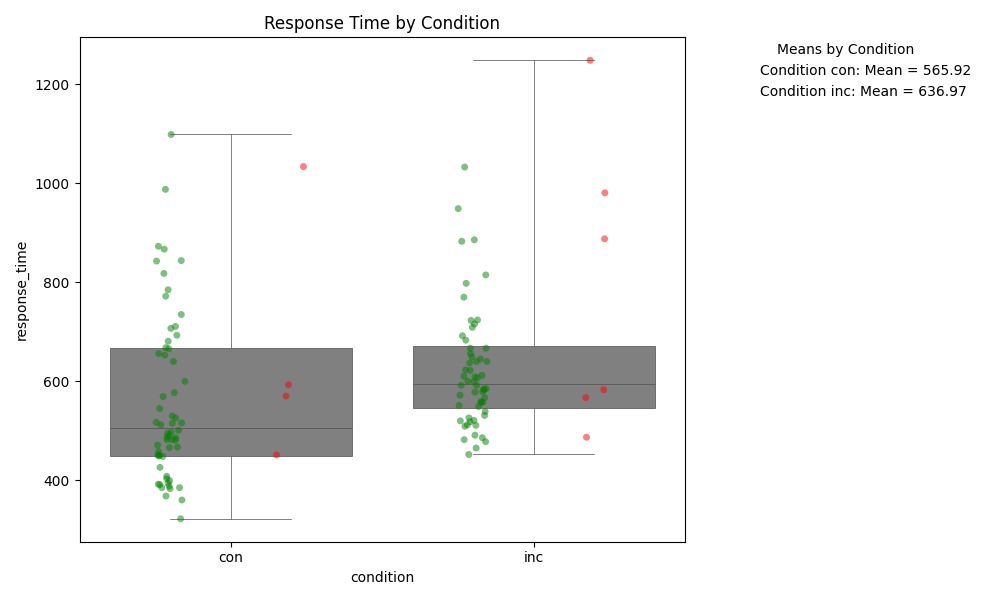 Response Time by Condition
Means by Condition
Condition con: Mean = 565.92
Condition inc: Mean = 636.97
1200
1000
800
600
400
response_time
con inc
condition